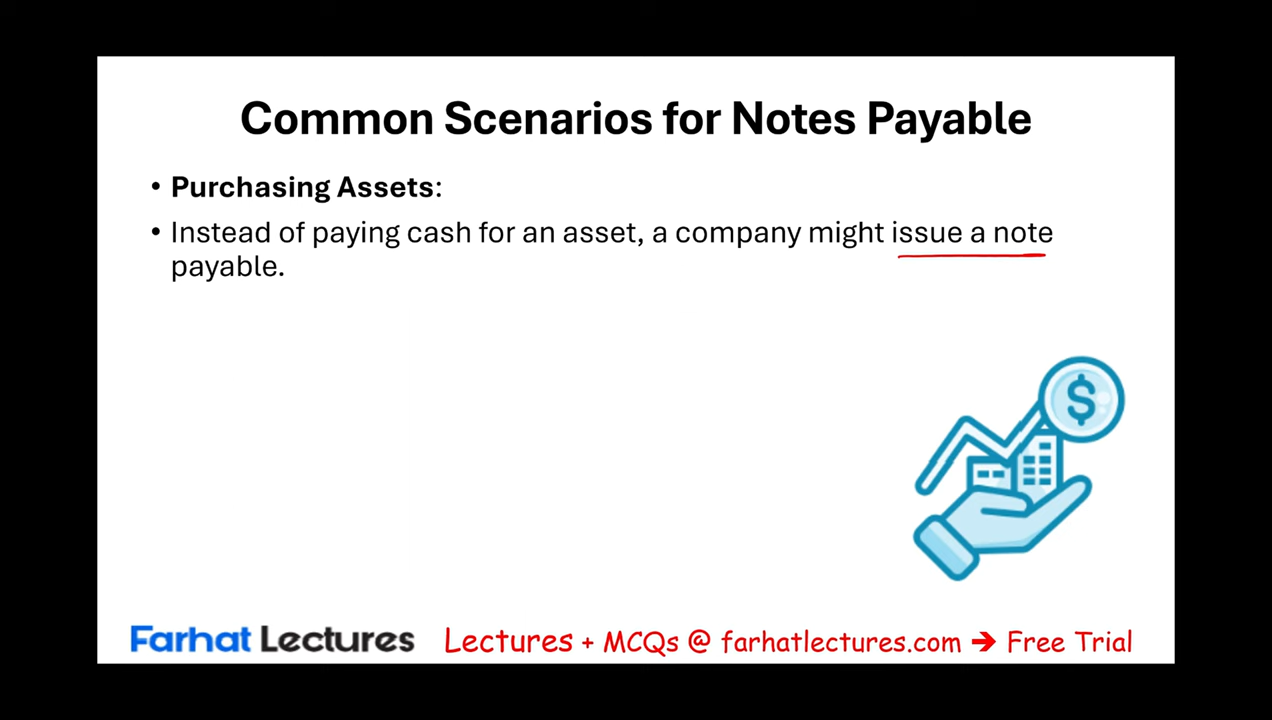 Common Scenarios for Notes Payable
• Purchasing Assets:
• Instead of paying cash for an asset, a company might issue a note
payable.
$
Farhat Lectures Lectures + MCQs @ farhatlectures.com ➔ Free Trial